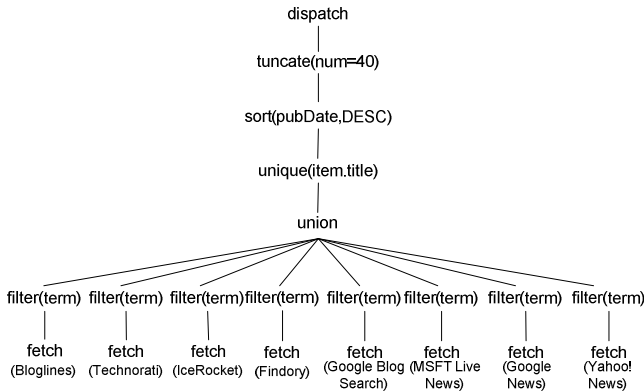 dispatch
tuncate(num=40)
sort(pubDate,DESC)
unique(item.title)
union
filter(term) filter(term) filter(term) filter(term) filter(term) filter(term) filter(term) filter(term)
fetch fetch fetch fetch fetch fetch fetch fetch
(Bloglines) (Technorati) (IceRocket) (Findory) (Google Blog (MSFT Live (Google (Yahoo!
Search) News) News) News)